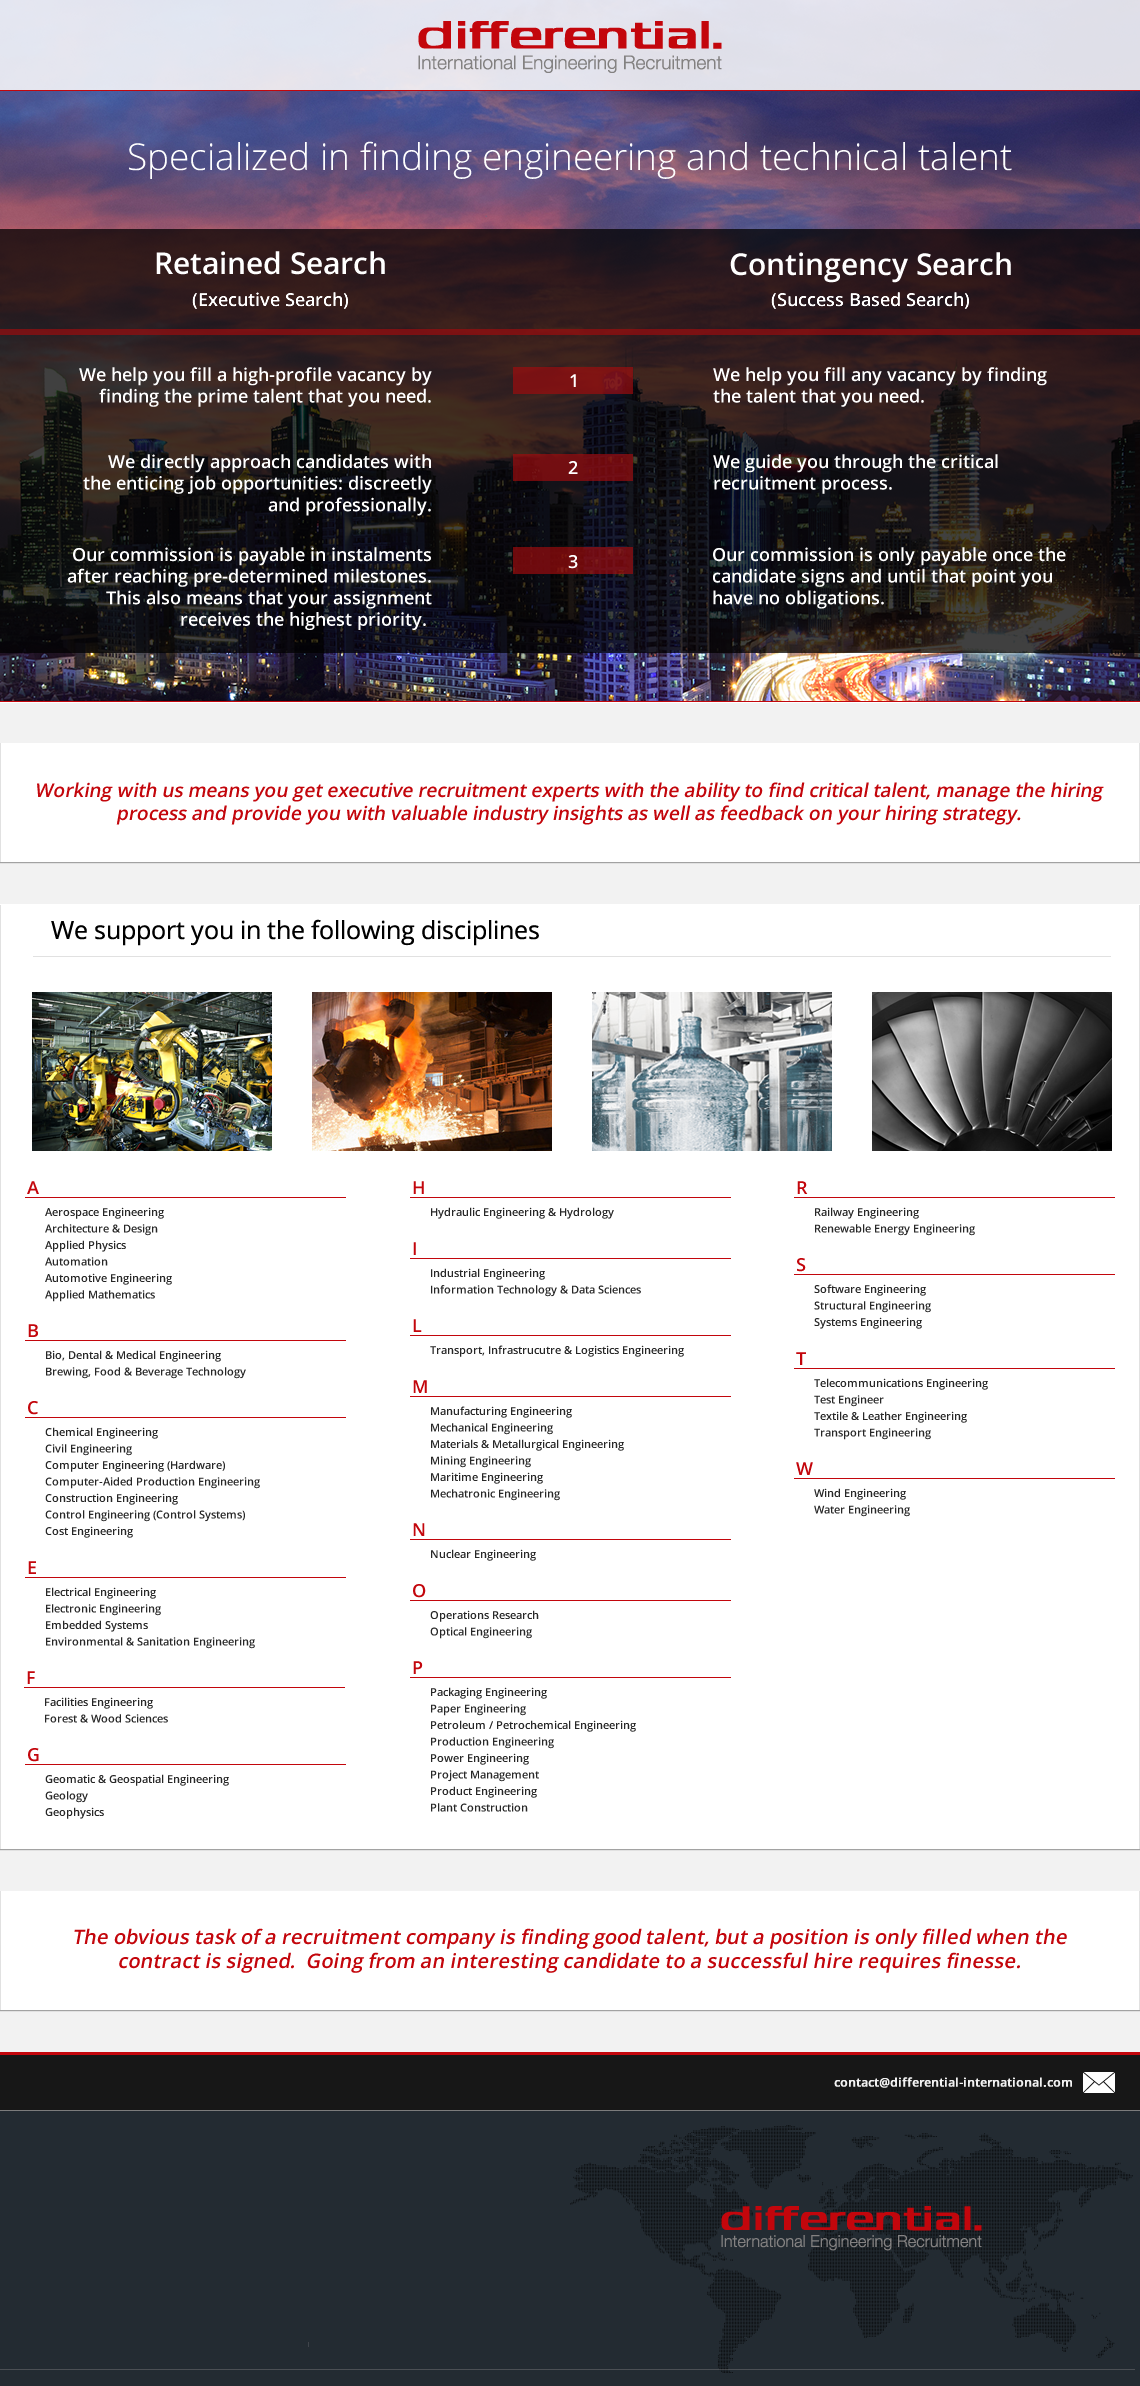 differential.
International Engineering Recruitment
Specialized in finding engineering and technical talent
Retained Search
(Executive Search)
Contingency Search
(Success Based Search)
We help you fill a high-profile vacancy by
finding the prime talent that you need.
1
We help you fill any vacancy by finding
the talent that you need.
We directly approach candidates with
the enticing job opportunities: discreetly
and professionally.
2
We guide you through the critical
recruitment process.
Our commission is payable in instalments
after reaching pre-determined milestones.
This also means that your assignment
receives the highest priority.
3
Our commission is only payable once the
candidate signs and until that point you
have no obligations.
Working with us means you get executive recruitment experts with the ability to find critical talent, manage the hiring
process and provide you with valuable industry insights as well as feedback on your hiring strategy.
We support you in the following disciplines
A
Aerospace Engineering
Architecture & Design
Applied Physics
Automation
Automotive Engineering
Applied Mathematics
B
Bio, Dental & Medical Engineering
Brewing, Food & Beverage Technology
C
Chemical Engineering
Civil Engineering
Computer Engineering (Hardware)
Computer-Aided Production Engineering
Construction Engineering
Control Engineering (Control Systems)
Cost Engineering
E
Electrical Engineering
Electronic Engineering
Embedded Systems
Environmental & Sanitation Engineering
F
Facilities Engineering
Forest & Wood Sciences
G
Geomatic & Geospatial Engineering
Geology
Geophysics
H
Hydraulic Engineering & Hydrology
I
Industrial Engineering
Information Technology & Data Sciences
L
Transport, Infrastrucutre & Logistics Engineering
M
Manufacturing Engineering
Mechanical Engineering
Materials & Metallurgical Engineering
Mining Engineering
Maritime Engineering
Mechatronic Engineering
N
Nuclear Engineering
O
Operations Research
Optical Engineering
P
Packaging Engineering
Paper Engineering
Petroleum / Petrochemical Engineering
Production Engineering
Power Engineering
Project Management
Product Engineering
Plant Construction
R
Railway Engineering
Renewable Energy Engineering
S
Software Engineering
Structural Engineering
Systems Engineering
T
Telecommunications Engineering
Test Engineer
Textile & Leather Engineering
Transport Engineering
W
Wind Engineering
Water Engineering
The obvious task of a recruitment company is finding good talent, but a position is only filled when the
contract is signed.  Going from an interesting candidate to a successful hire requires finesse.
contact@differential-international.com
differential.
International Engineering Recruitment